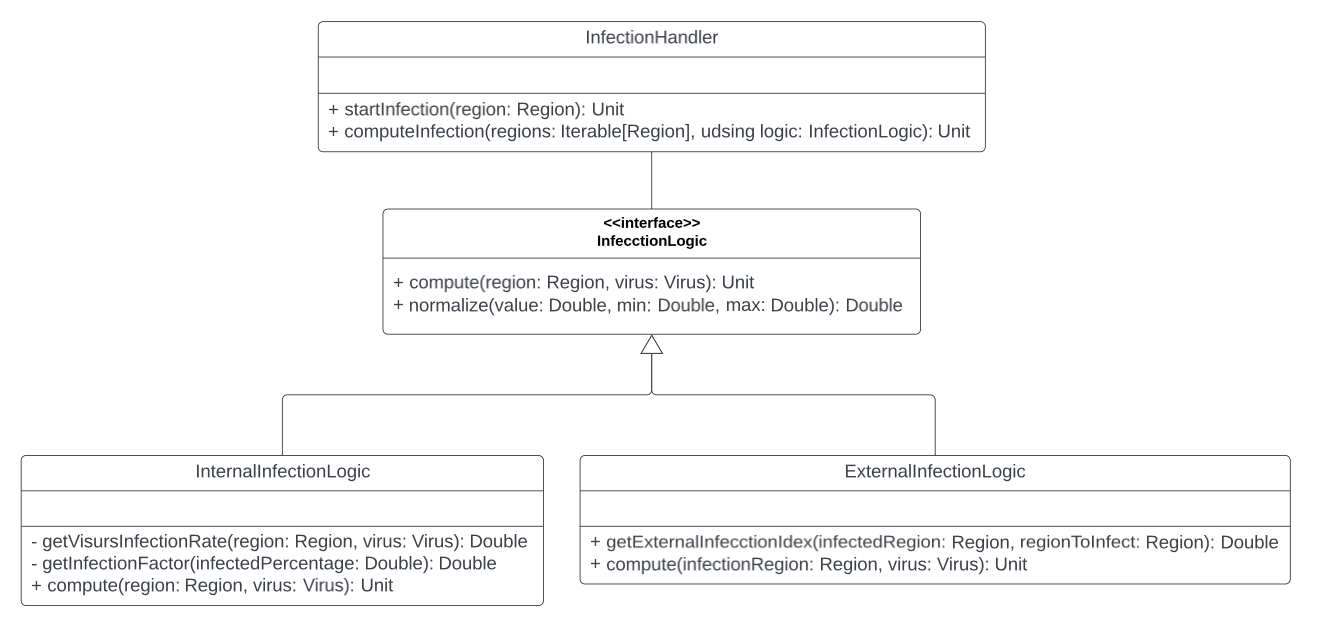 InfectionHandler
+ startInfection(region: Region): Unit
+ computeInfection(regions: Iterable[Region], udsing logic: InfectionLogic): Unit
<<interface>>
InfecctionLogic
+ compute(region: Region, virus: Virus): Unit
+ normalize(value: Double, min: Double, max: Double): Double
InternalInfectionLogic
- getVisursInfectionRate(region: Region, virus: Virus): Double
- getInfectionFactor(infectedPercentage: Double): Double
+ compute(region: Region, virus: Virus): Unit
ExternalInfectionLogic
+ getExternalInfecctionIdex(infectedRegion: Region, regionToInfect: Region): Double
+ compute(infectionRegion: Region, virus: Virus): Unit